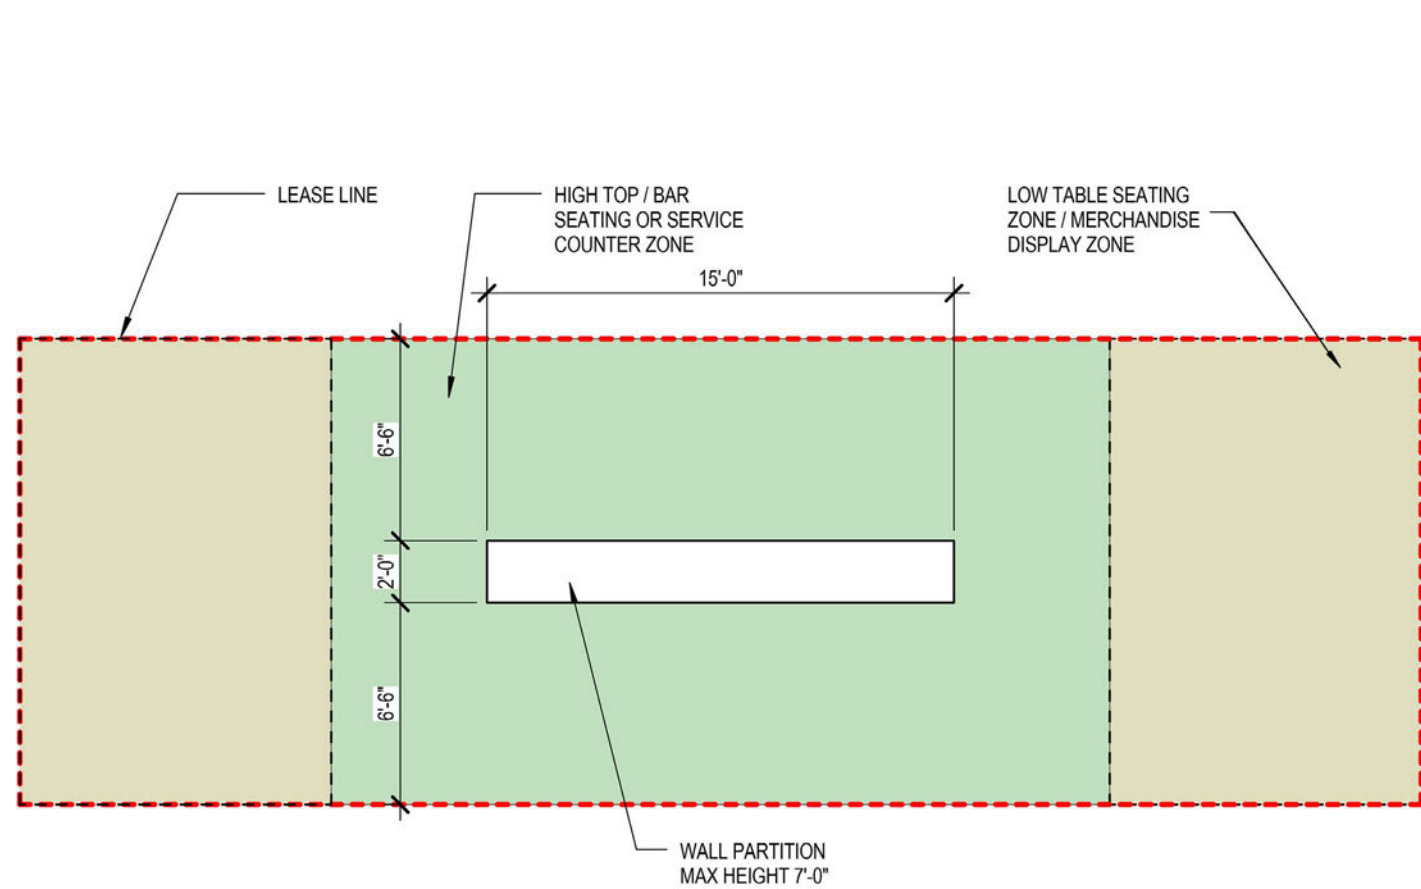 LEASE LINE
HIGH TOP / BAR
SEATING OR SERVICE
COUNTER ZONE
LOW TABLE SEATING
ZONE / MERCHANDISE
DISPLAY ZONE
15'-0"
6'-6"
2'-0"
6'-6"
WALL PARTITION
MAX HEIGHT 7'-0"